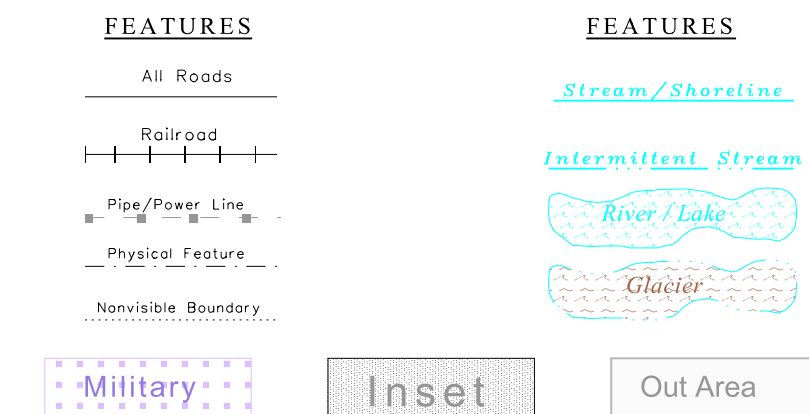 FEATURES
All Roads
Railroad
Pipe/Power Line
Physical Feature
Nonvisible Boundary
FEATURES
Stream/Shoreline
Intermittent Stream
River / Lake
Glacier
Military
Inset
Out Area